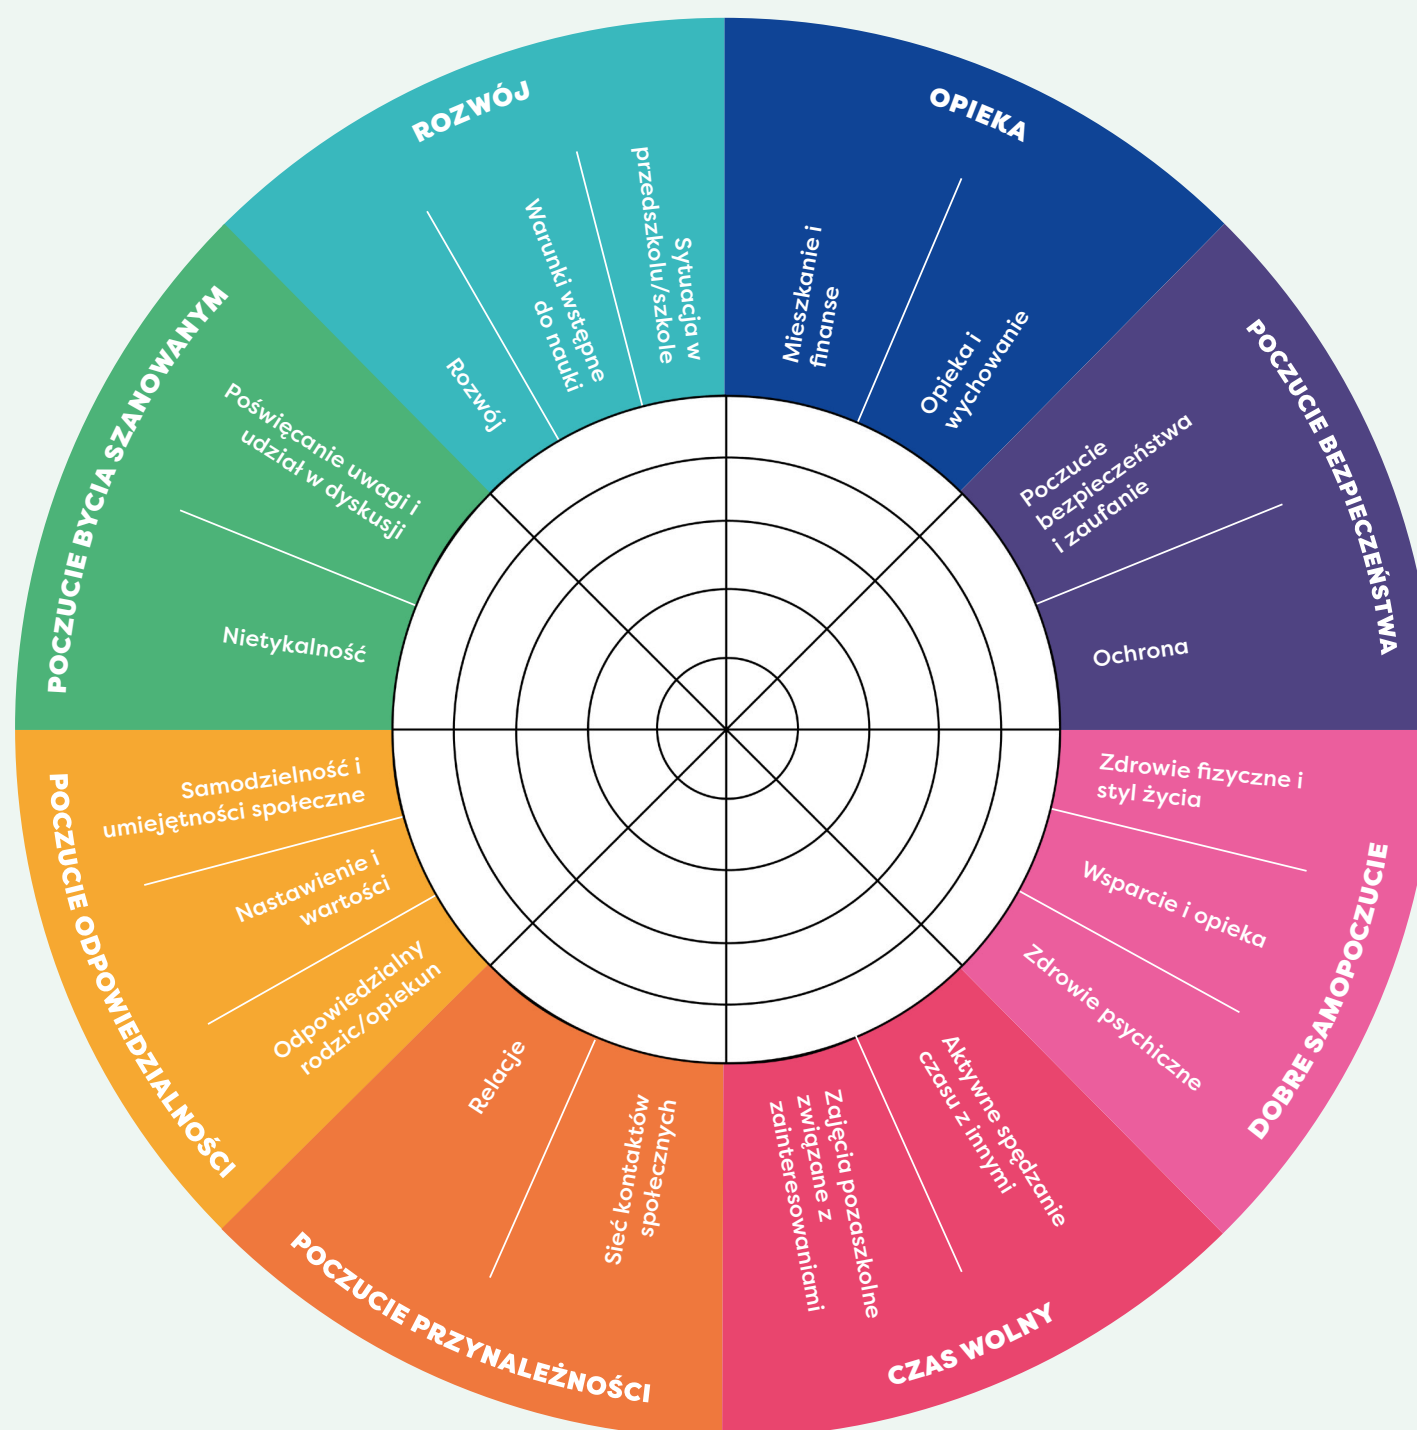 OPIEKA
Mieszkanie i
finanse
Opieka i
wychowanie
POCZUCIE BEZPIECZEŃSTWA
Poczucie
bezpieczeństwa
i zaufanie
Ochrona
DOBRE SAMOPOCZUCIE
Zdrowie fizyczne i
styl życia
Wsparcie i opieka
Zdrowie psychiczne
CZAS WOLNY
Aktywne spędzanie
czasu z innymi
Zajęcia pozaszkolne
związane z
zainteresowaniami
POCZUCIE PRZYNALEŻNOŚCI
Sieć kontaktów
społecznych
Relacje
POCZUCIE ODPOWIEDZIALNOŚCI
Odpowiedzialny
rodzic/opiekun
Nastawienie i
wartości
Samodzielność i
umiejętności społeczne
POCZUCIE BYCIA SZANOWANYM
Nietykalność
Poświęcanie uwagi i
udział w dyskusji
ROZWÓJ
Rozwój
Warunki wstępne
do nauki
Sytuacja w
przedszkolu/szkole